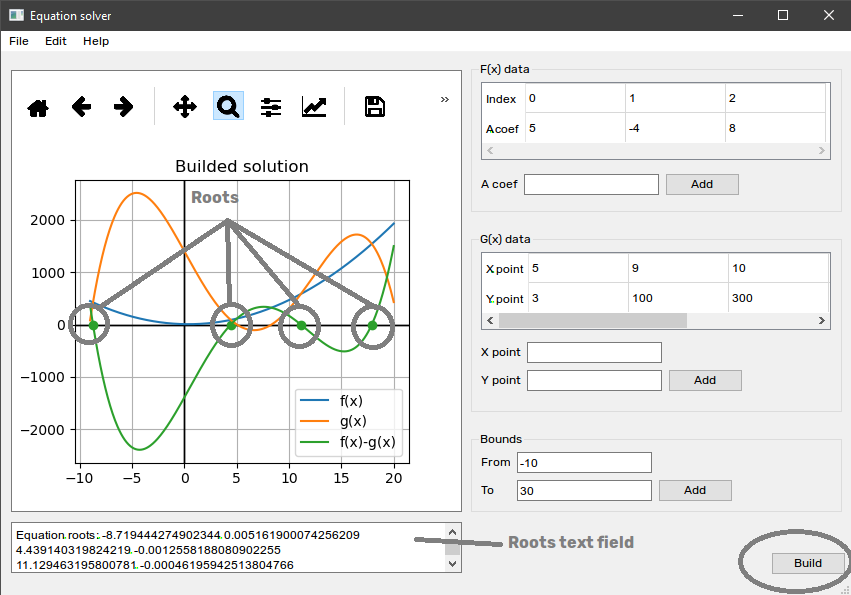 Equation solver
File Edit Help
»
Builded solution
Roots
2000
1000
0
−1000
−2000
−10 −5 0 5 10 15 20
f(x)
g(x)
f(x)-g(x)
Equation roots: -8.719444274902344,0.005161900074256209
4.439140319824219,-0.0012558188080902255
11.129463195800781,-0.00046195942513804766
Roots text field
F(x) data
Index 0 1 2
A coef 5 -4 8
A coef Add
G(x) data
X point 5 9 10
Y point 3 100 300
X point
Y point Add
Bounds
From -10
To 30 Add
Build